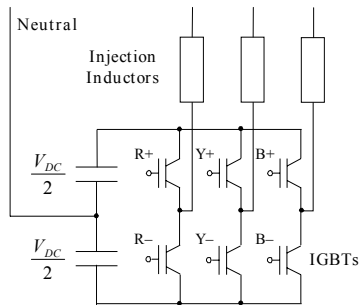 Neutral
Injection
Inductors
R+ Y+ B+
V_DC
2
R– Y– B–
V_DC
2
IGBTs